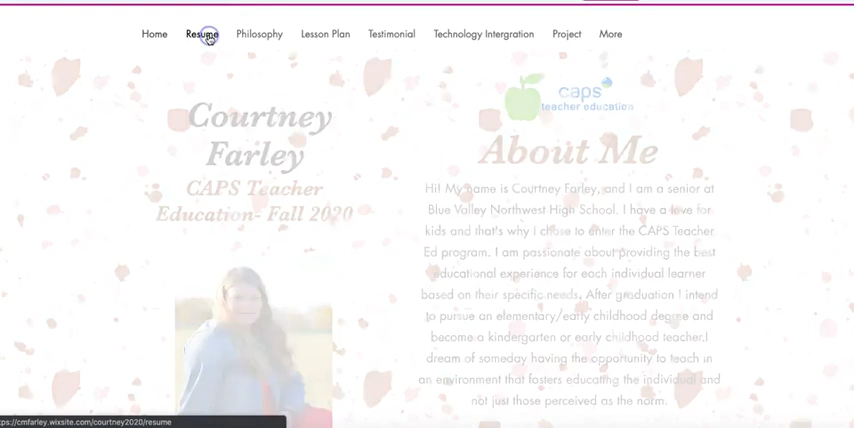 Home Resume Philosophy Lesson Plan Testimonial Technology Intergration Project More
caps
teacher education
Courtney
Farley
CAPS Teacher
Education- Fall 2020
About Me
Hi! My name is Courtney Farley, and I am a senior at
Blue Valley Northwest High School. I have a love for
kids and that's why I chose to enter the CAPS Teacher
Ed program. I am passionate about providing the best
educational experience for each individual learner
based on their specific needs. After graduation I intend
to pursue an elementary/early childhood degree and
become a kindergarten or early childhood teacher.I
dream of someday having the opportunity to teach in
an environment that fosters educating the individual and
not just those perceived as the norm.
ps://cmfarley.wixsite.com/courtney2020/resume